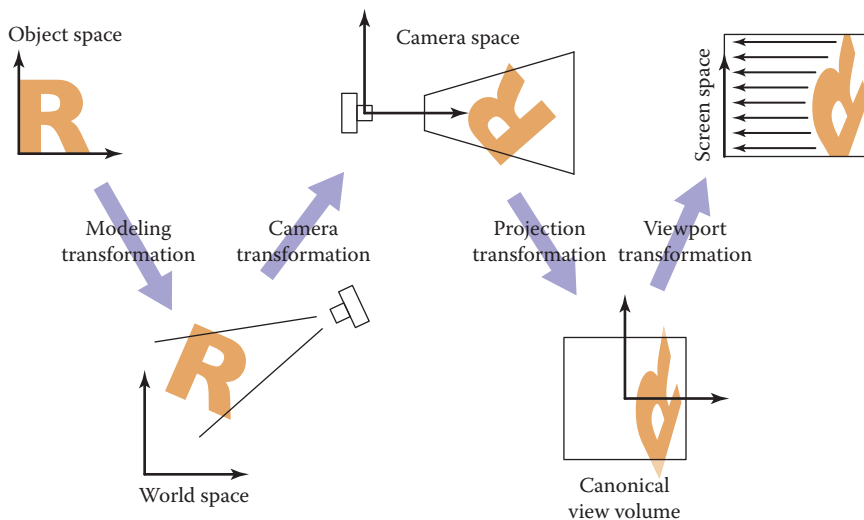 Object space
R
Camera space
R
Screen space
R
Modeling
transformation
Camera
transformation
Projection
transformation
Viewport
transformation
R
World space
R
Canonical
view volume